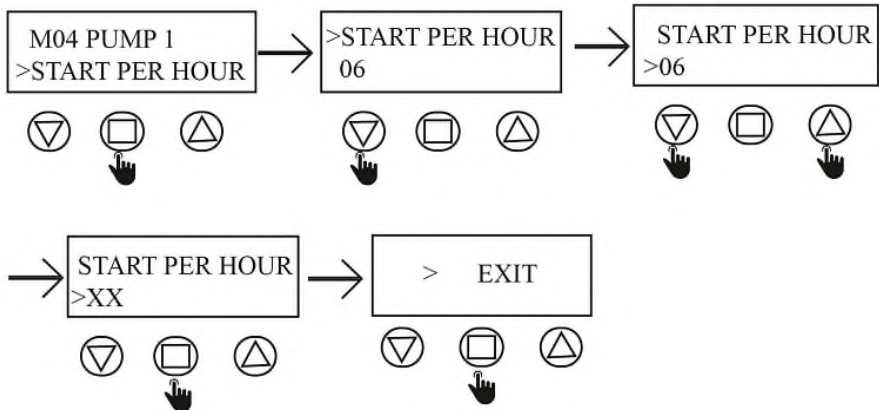 M04 PUMP 1
>START PER HOUR
>START PER HOUR
06
START PER HOUR
>06
START PER HOUR
>XX
> EXIT